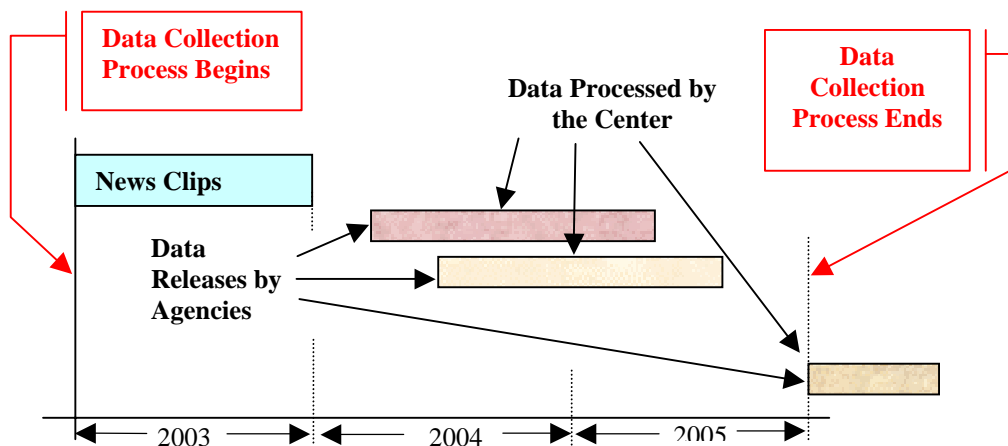 Data Collection
Process Begins
Data
Collection
Process Ends
Data Processed by
the Center
News Clips
Data
Releases by
Agencies
2003
2004
2005